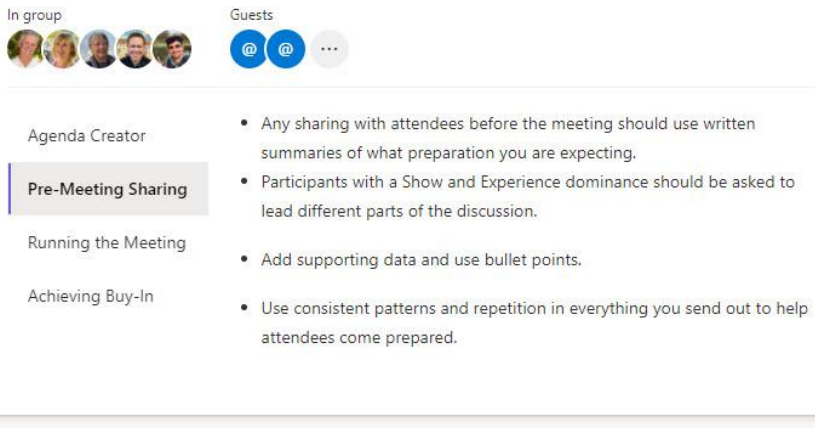 In group
Guests
@ @ ...
Agenda Creator
Pre-Meeting Sharing
Running the Meeting
Achieving Buy-In
• Any sharing with attendees before the meeting should use written
summaries of what preparation you are expecting.
• Participants with a Show and Experience dominance should be asked to
lead different parts of the discussion.
• Add supporting data and use bullet points.
• Use consistent patterns and repetition in everything you send out to help
attendees come prepared.